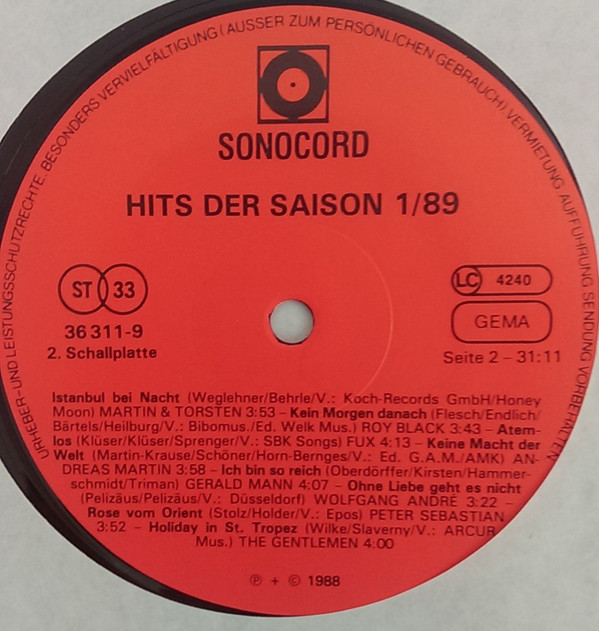 URHEBER-UND LEISTUNGSSCHUTZRECHTE. BESONDERS VERVIELFÄLTIGUNG (AUSSER ZUM PERSÖNLICHEN GEBRAUCH) VERMIETUNG AUFFÜHRUNG SENDUNG VORBEHALTEN
SONOCORD
HITS DER SAISON 1/89
ST 33
LC 4240
36 311-9
GEMA
2. Schallplatte
Seite 2 – 31:11
Istanbul bei Nacht (Weglehner/Behrle/V.: Koch-Records GmbH/Honey
Moon) MARTIN & TORSTEN 3:53 – Kein Morgen danach (Flesch/Endlich/
Bärtels/Heilburg/V.: Bibomus./Ed. Welk Mus.) ROY BLACK 3:43 – Atem-
los (Klüser/Klüser/Sprenger/V.: SBK Songs) FUX 4:13 – Keine Macht der
Welt (Martin-Krause/Schöner/Horn-Bernges/V.: Ed. G.A.M./AMK) AN-
DREAS MARTIN 3:58 – Ich bin so reich (Oberdörffer/Kirsten/Hammer-
schmidt/Triman) GERALD MANN 4:07 – Ohne Liebe geht es nicht
(Pelizäus/Pelizäus/V.: Düsseldorf) WOLFGANG ANDRÉ 3:22 –
Rose vom Orient (Stolz/Holder/V.: Epos) PETER SEBASTIAN
3:52 – Holiday in St. Tropez (Wilke/Slaverny/V.: ARCUR
Mus.) THE GENTLEMEN 4:00
℗ + © 1988